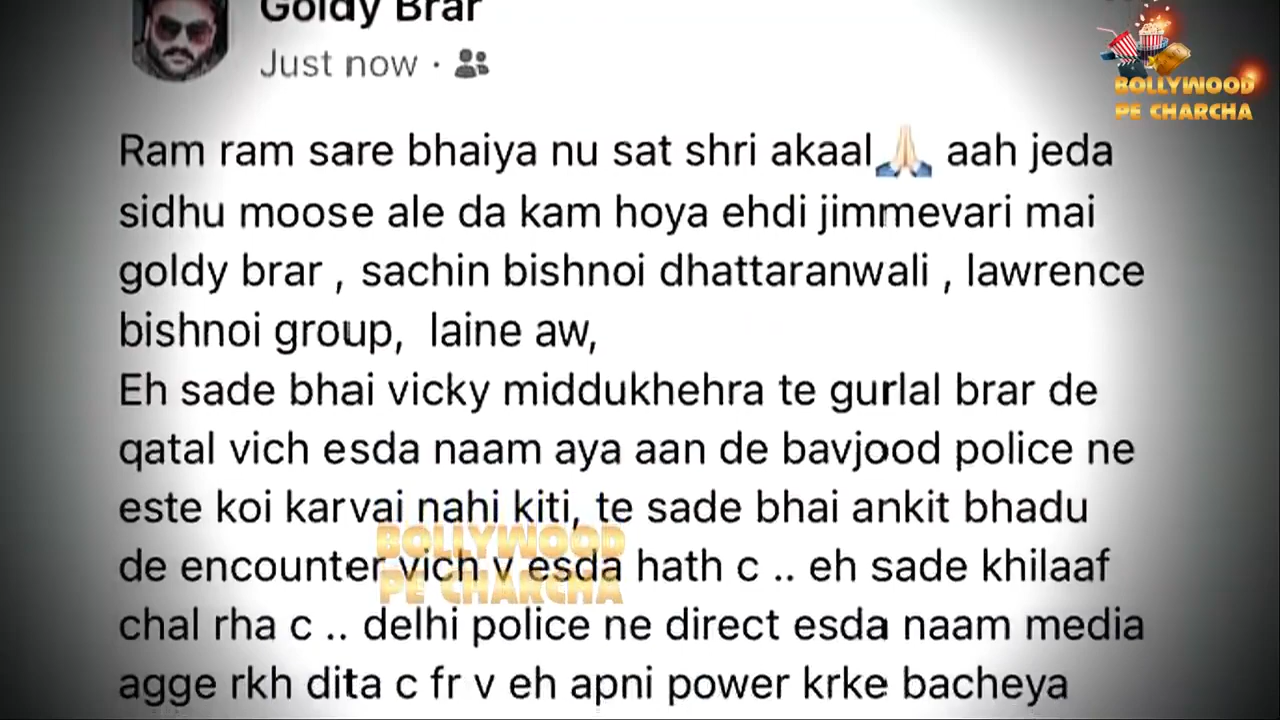 Goldy Brar
Just now ·
BOLLYWOOD
PE CHARCHA
Ram ram sare bhaiya nu sat shri akaal🙏🏻 aah jeda
sidhu moose ale da kam hoya ehdi jimmevari mai
goldy brar , sachin bishnoi dhattaranwali , lawrence
bishnoi group, laine aw,
Eh sade bhai vicky middukhehra te gurlal brar de
qatal vich esda naam aya aan de bavjood police ne
este koi karvai nahi kiti, te sade bhai ankit bhadu
de encounter vich v esda hath c .. eh sade khilaaf
chal rha c .. delhi police ne direct esda naam media
agge rkh dita c fr v eh apni power krke bacheya
BOLLYWOOD
PE CHARCHA